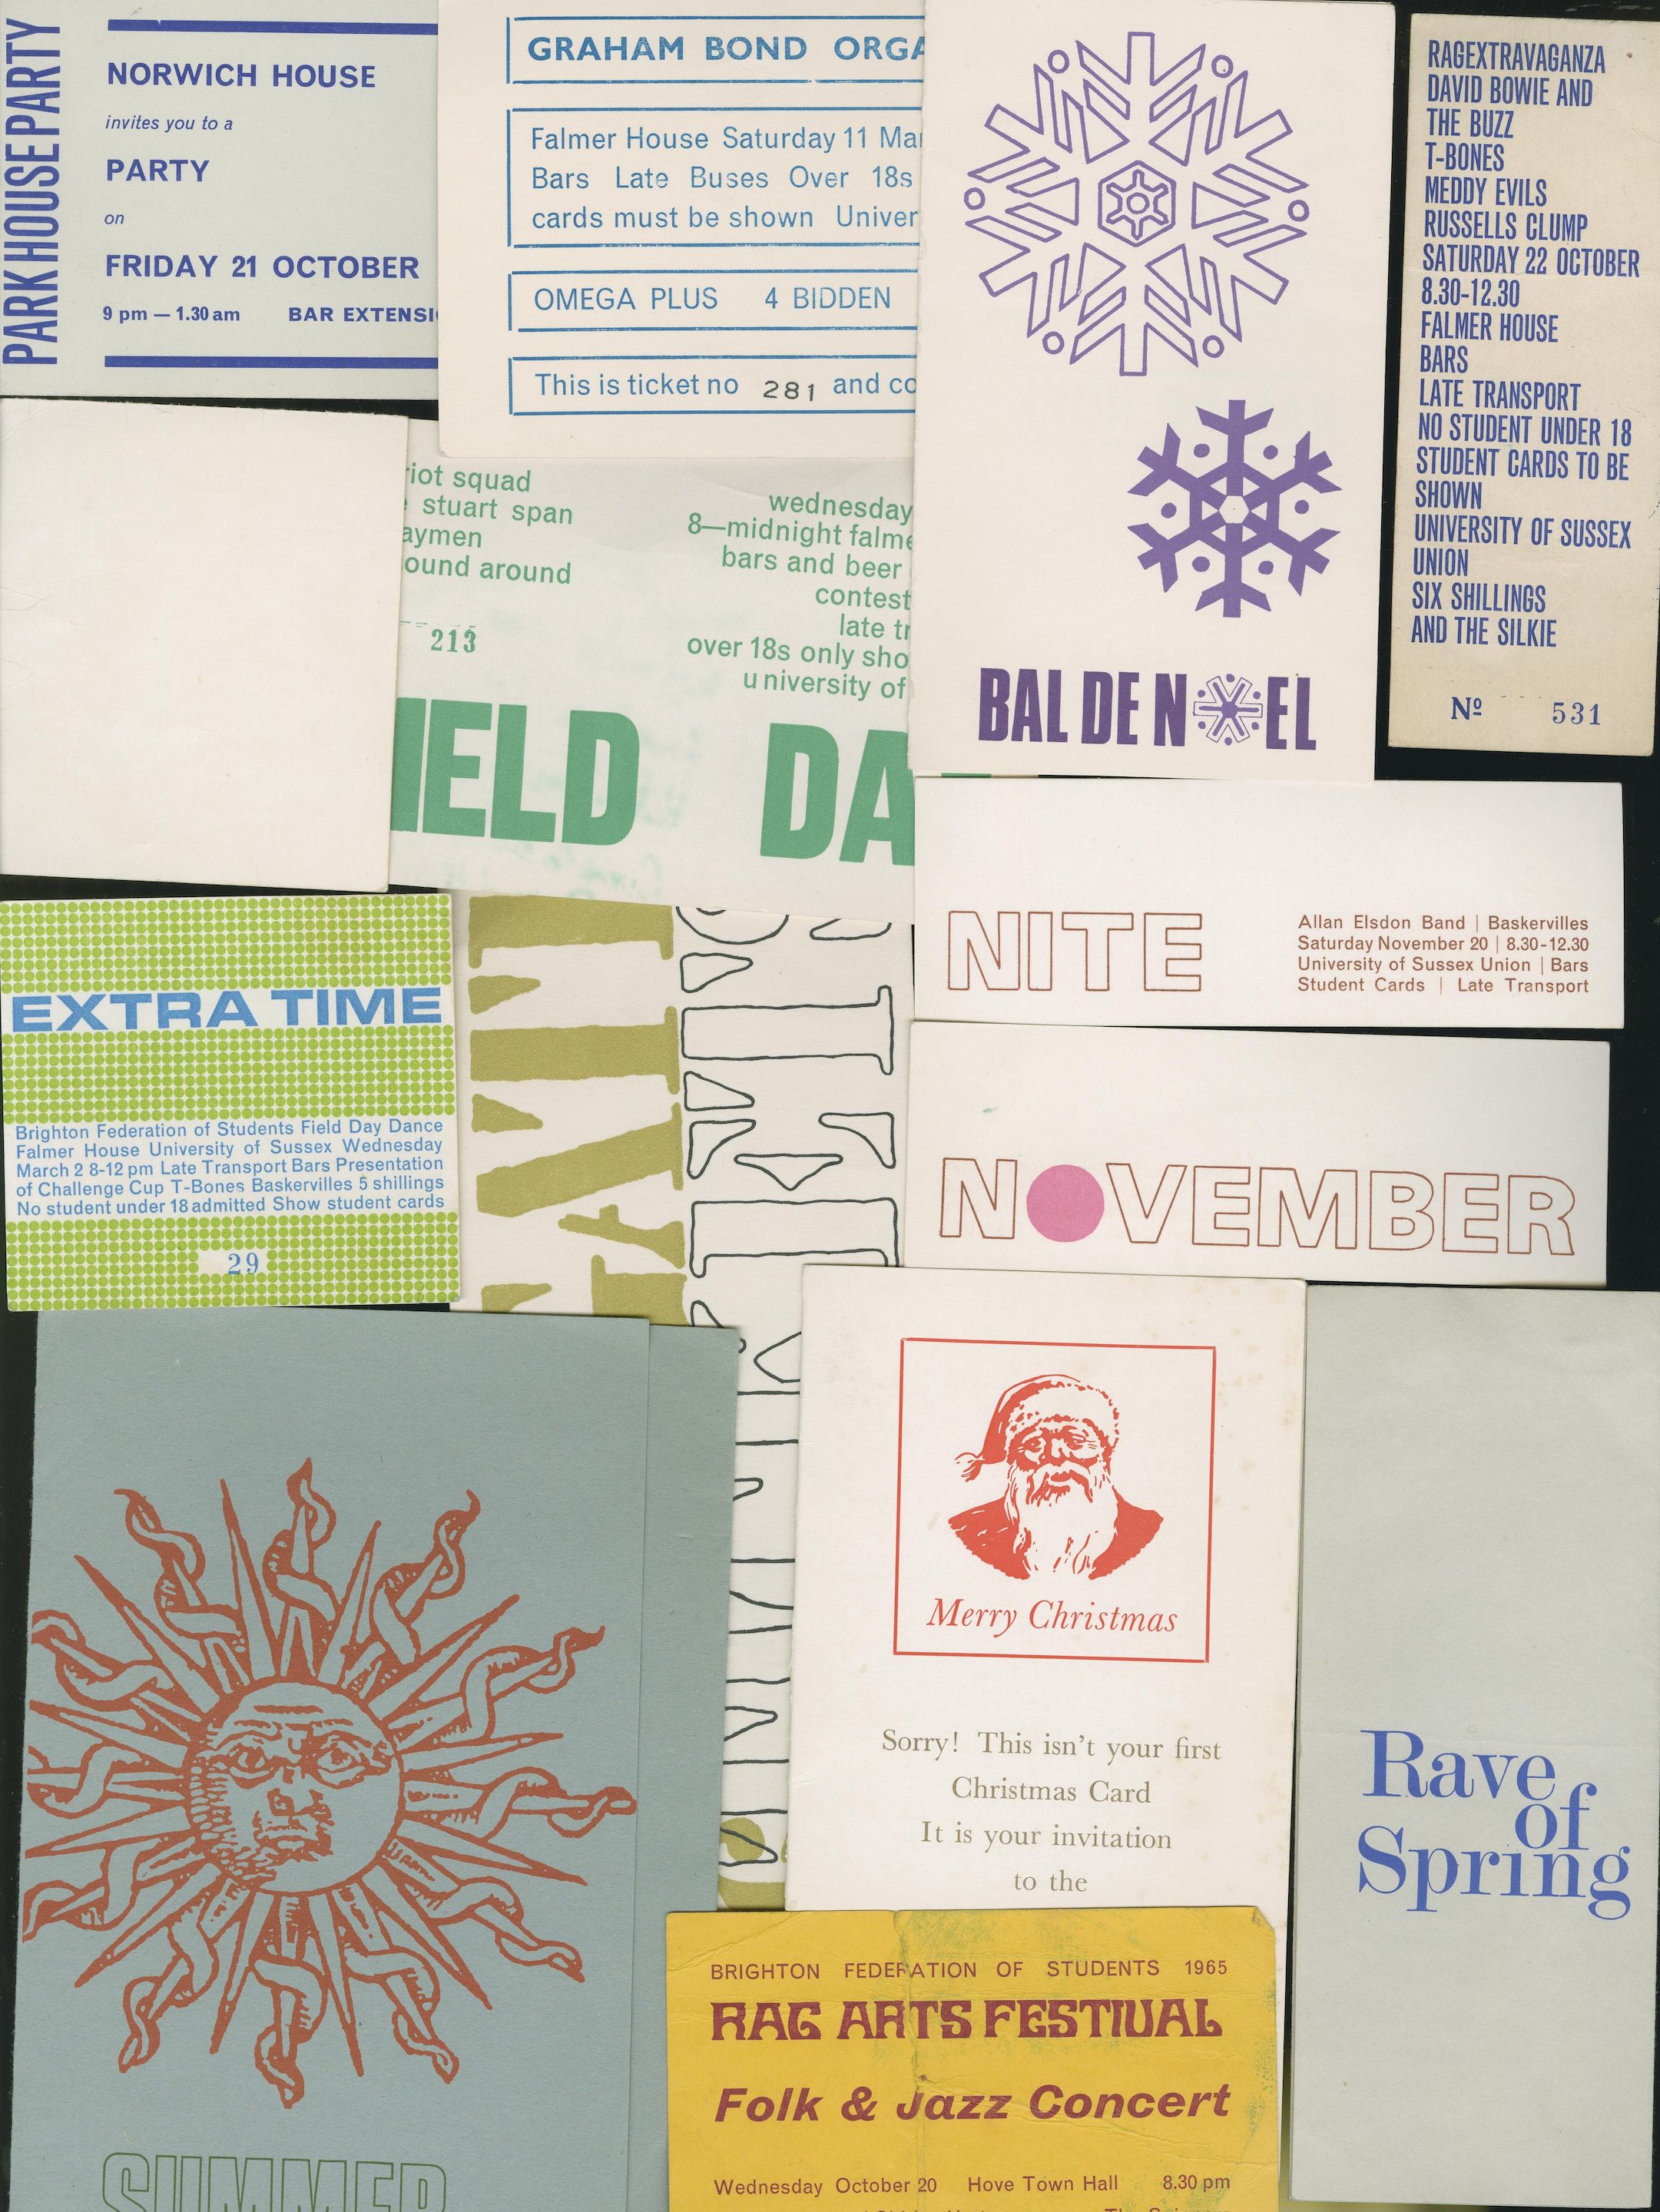 PARK HOUSE PARTY
NORWICH HOUSE
invites you to a
PARTY
on
FRIDAY 21 OCTOBER
9 pm — 1.30 am BAR EXTENSI
GRAHAM BOND ORGA
Falmer House Saturday 11 Mar
Bars Late Buses Over 18s
cards must be shown Univer
OMEGA PLUS 4 BIDDEN
This is ticket no 281 and co
BAL DE NOEL
RAGEXTRAVAGANZA
DAVID BOWIE AND
THE BUZZ
T-BONES
MEDDY EVILS
RUSSELLS CLUMP
SATURDAY 22 OCTOBER
8.30-12.30
FALMER HOUSE
BARS
LATE TRANSPORT
NO STUDENT UNDER 18
STUDENT CARDS TO BE
SHOWN
UNIVERSITY OF SUSSEX
UNION
SIX SHILLINGS
AND THE SILKIE
Nº 531
riot squad
stuart span
aymen
ound around
213
wednesday
8—midnight falme
bars and beer
contest
late tr
over 18s only sho
university of
IELD DA
NITE
Allan Elsdon Band | Baskervilles
Saturday November 20 | 8.30-12.30
University of Sussex Union | Bars
Student Cards | Late Transport
NOVEMBER
EXTRA TIME
Brighton Federation of Students Field Day Dance
Falmer House University of Sussex Wednesday
March 2 8-12 pm Late Transport Bars Presentation
of Challenge Cup T-Bones Baskervilles 5 shillings
No student under 18 admitted Show student cards
29
Merry Christmas
Sorry! This isn't your first
Christmas Card
It is your invitation
to the
Rave
of
Spring
SUMMER
BRIGHTON FEDERATION OF STUDENTS 1965
RAG ARTS FESTIVAL
Folk & Jazz Concert
Wednesday October 20 Hove Town Hall 8.30 pm